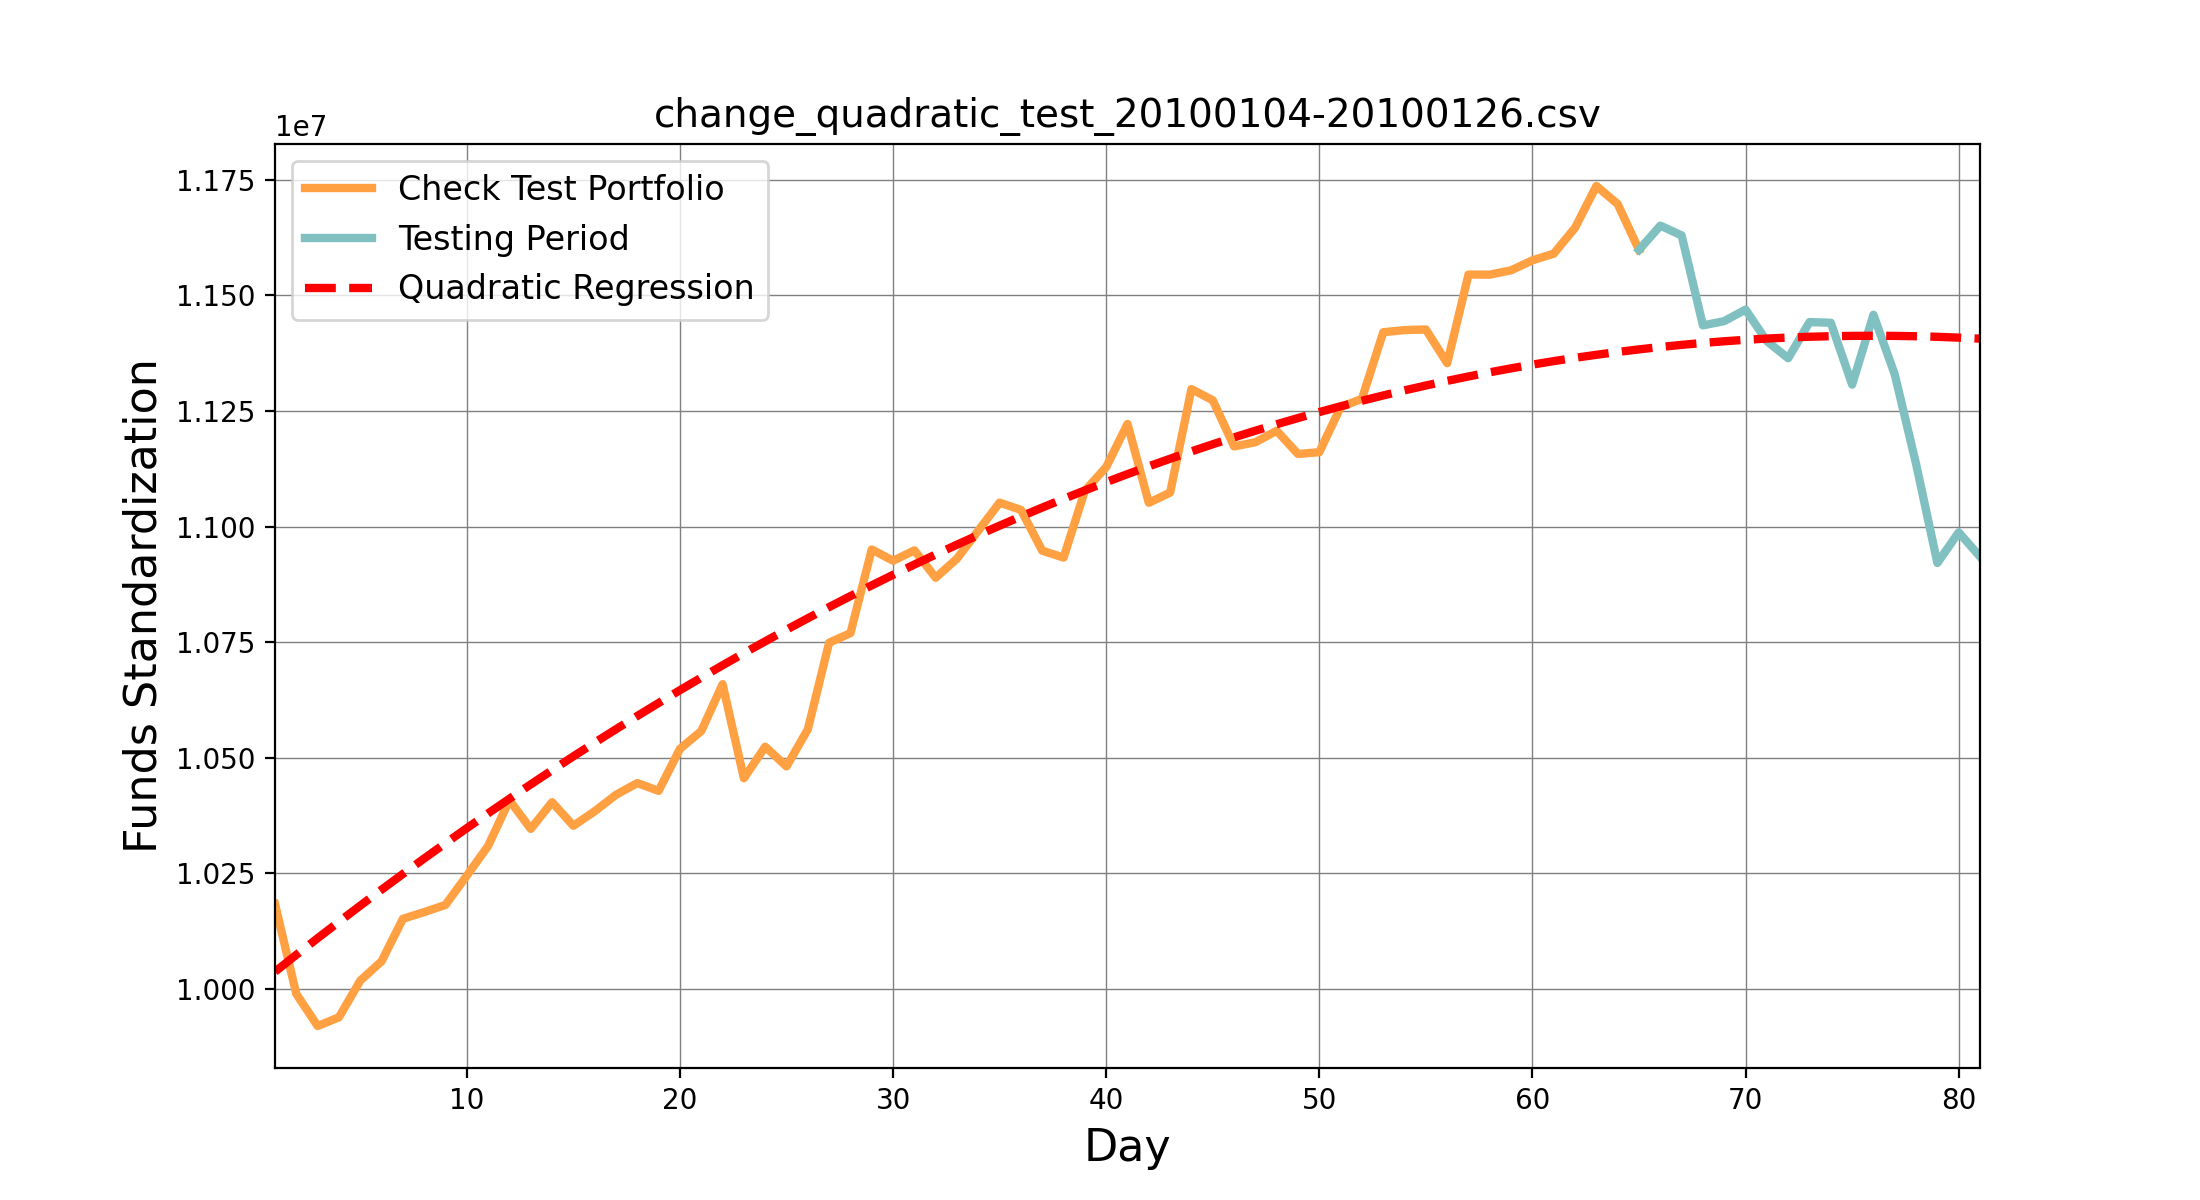 change_quadratic_test_20100104-20100126.csv
1e7
Check Test Portfolio
Testing Period
Quadratic Regression
1.175
1.150
1.125
1.100
1.075
1.050
1.025
1.000
Funds Standardization
10 20 30 40 50 60 70 80
Day